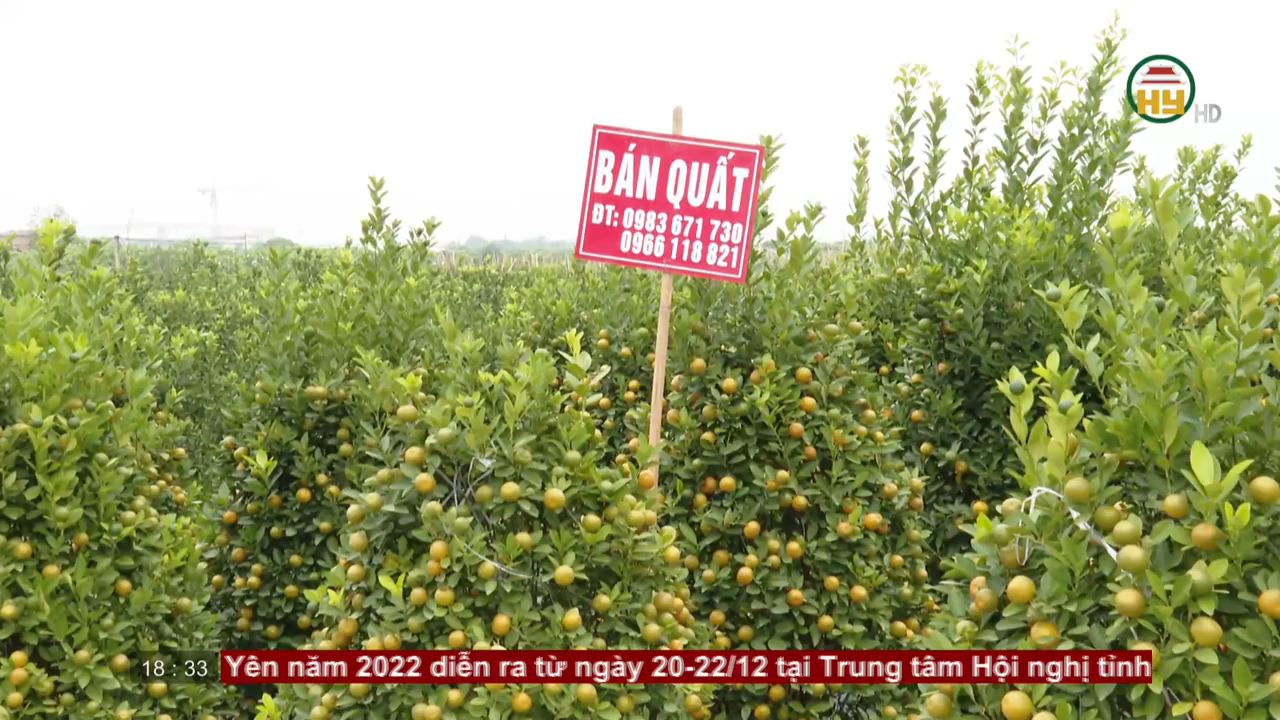 HY HD
BÁN QUẤT
ĐT: 0983 671 730
0966 118 821
18 : 33 Yên năm 2022 diễn ra từ ngày 20-22/12 tại Trung tâm Hội nghị tỉnh